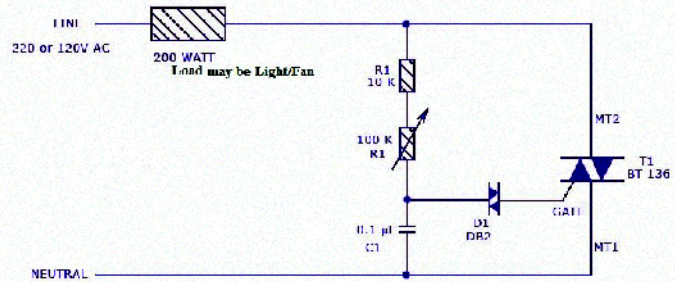 LINE
220 or 120V AC
200 WATT
Load may be Light/Fan
R1
10 K
100 K
R1
MT2
T1
BT 136
D1
DB2
GATE
0.1 µf
C1
MT1
NEUTRAL